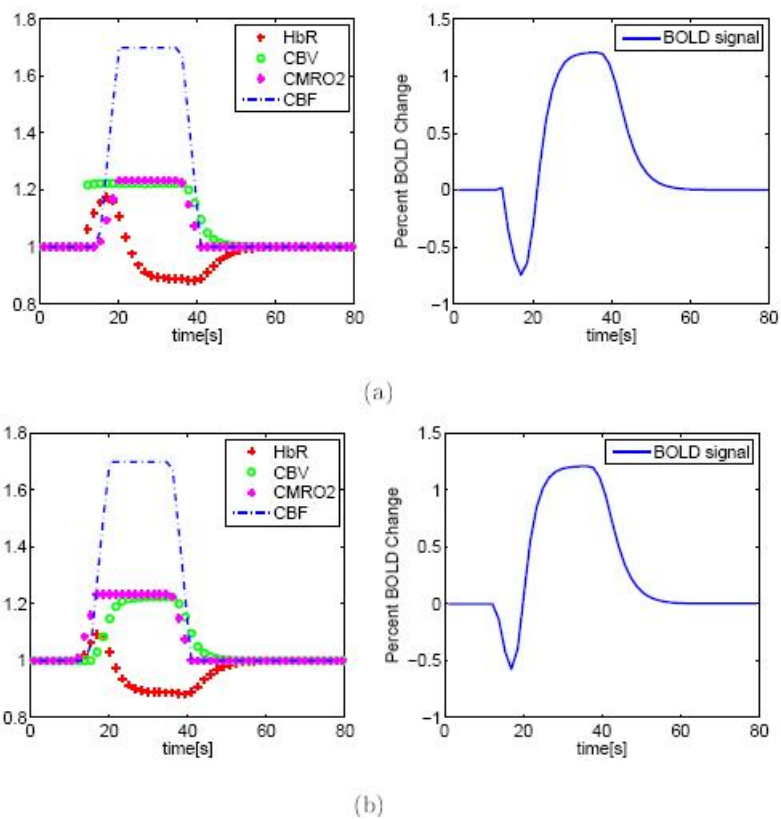 1.8
1.6
1.4
1.2
1
0.8
0 20 40 60 80
time[s]
HbR
CBV
CMRO2
CBF
1.5
1
0.5
0
−0.5
−1
0 20 40 60 80
time[s]
Percent BOLD Change
BOLD signal
(a)
1.8
1.6
1.4
1.2
1
0.8
0 20 40 60 80
time[s]
HbR
CBV
CMRO2
CBF
1.5
1
0.5
0
−0.5
−1
0 20 40 60 80
time[s]
Percent BOLD Change
BOLD signal
(b)